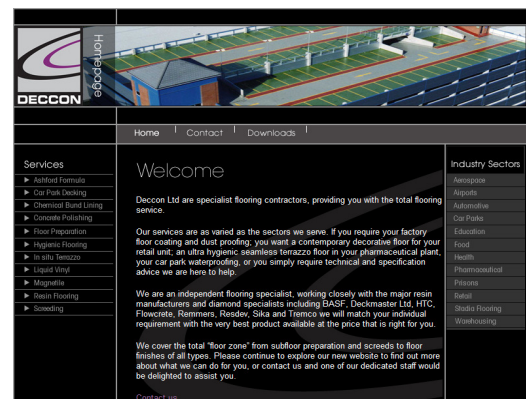 DECCON
Homepage
Home
Contact
Downloads
Services
Ashford Formula
Car Park Decking
Chemical Bund Lining
Concrete Polishing
Floor Preparation
Hygienic Flooring
In situ Terrazzo
Liquid Vinyl
Magnetite
Resin Flooring
Screeding
Welcome
Deccon Ltd are specialist flooring contractors, providing you with the total flooring
service.
Our services are as varied as the sectors we serve. If you require your factory
floor coating and dust proofing; you want a contemporary decorative floor for your
retail unit; an ultra hygienic seamless terrazzo floor in your pharmaceutical plant,
your car park waterproofing, or you simply require technical and specification
advice we are here to help.
We are an independent flooring specialist, working closely with the major resin
manufacturers and diamond specialists including BASF, Deckmaster Ltd, HTC,
Flowcrete, Remmers, Resdev, Sika and Tremco we will match your individual
requirement with the very best product available at the price that is right for you.
We cover the total "floor zone" from subfloor preparation and screeds to floor
finishes of all types. Please continue to explore our new website to find out more
about what we can do for you, or contact us and one of our dedicated staff would
be delighted to assist you.
Contact us
Industry Sectors
Aerospace
Airports
Automotive
Car Parks
Education
Food
Health
Pharmaceutical
Prisons
Retail
Studio Flooring
Warehousing